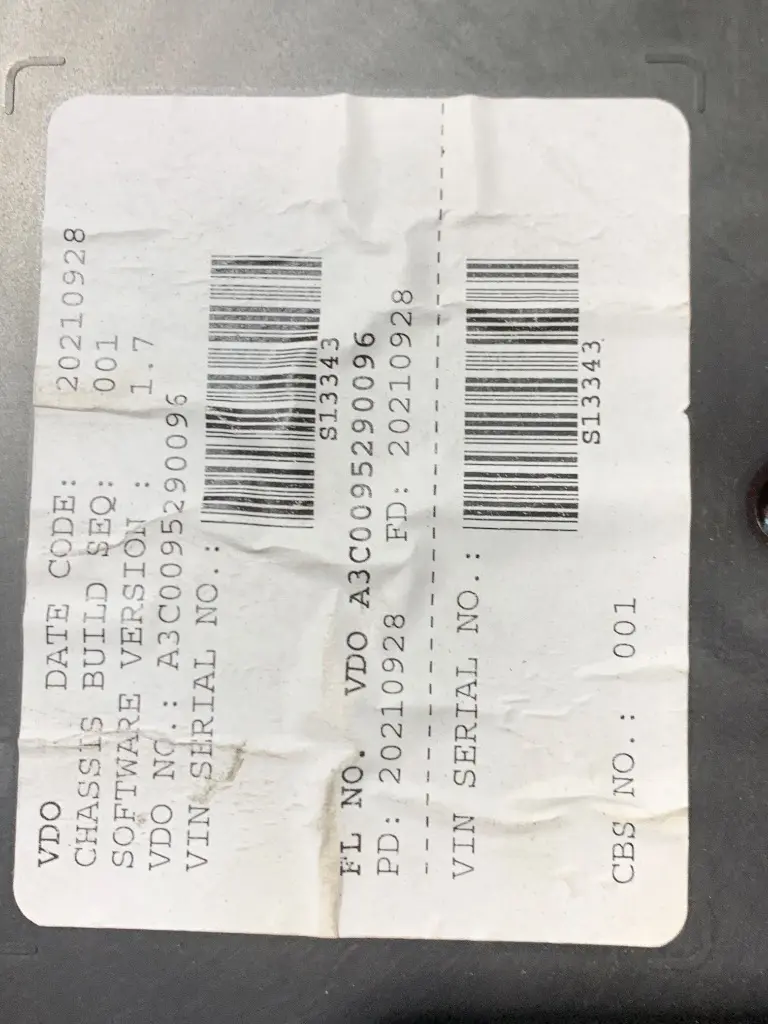 VDO DATE CODE: 20210928
CHASSIS BUILD SEQ: 001
SOFTWARE VERSION : 1.7
VDO NO.: A3C0095290096
VIN SERIAL NO.:
S13343
FL NO. VDO A3C0095290096
PD: 20210928 FD: 20210928
VIN SERIAL NO.:
S13343
CBS NO.: 001